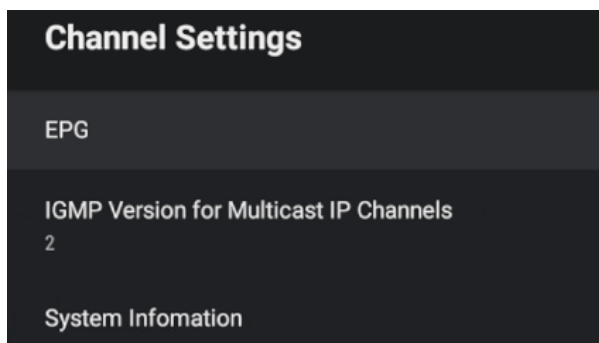 Channel Settings
EPG
IGMP Version for Multicast IP Channels
2
System Infomation